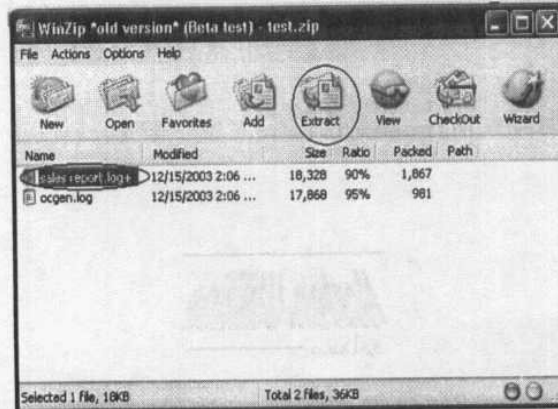 WinZip *old version* (Beta test) - test.zip
File Actions Options Help
New Open Favorites Add Extract View CheckOut Wizard
Name Modified Size Ratio Packed Path
sales report.log+ 12/15/2003 2:06 ... 18,328 90% 1,867
ocgen.log 12/15/2003 2:06 ... 17,868 95% 981
Selected 1 file, 18KB Total 2 files, 36KB